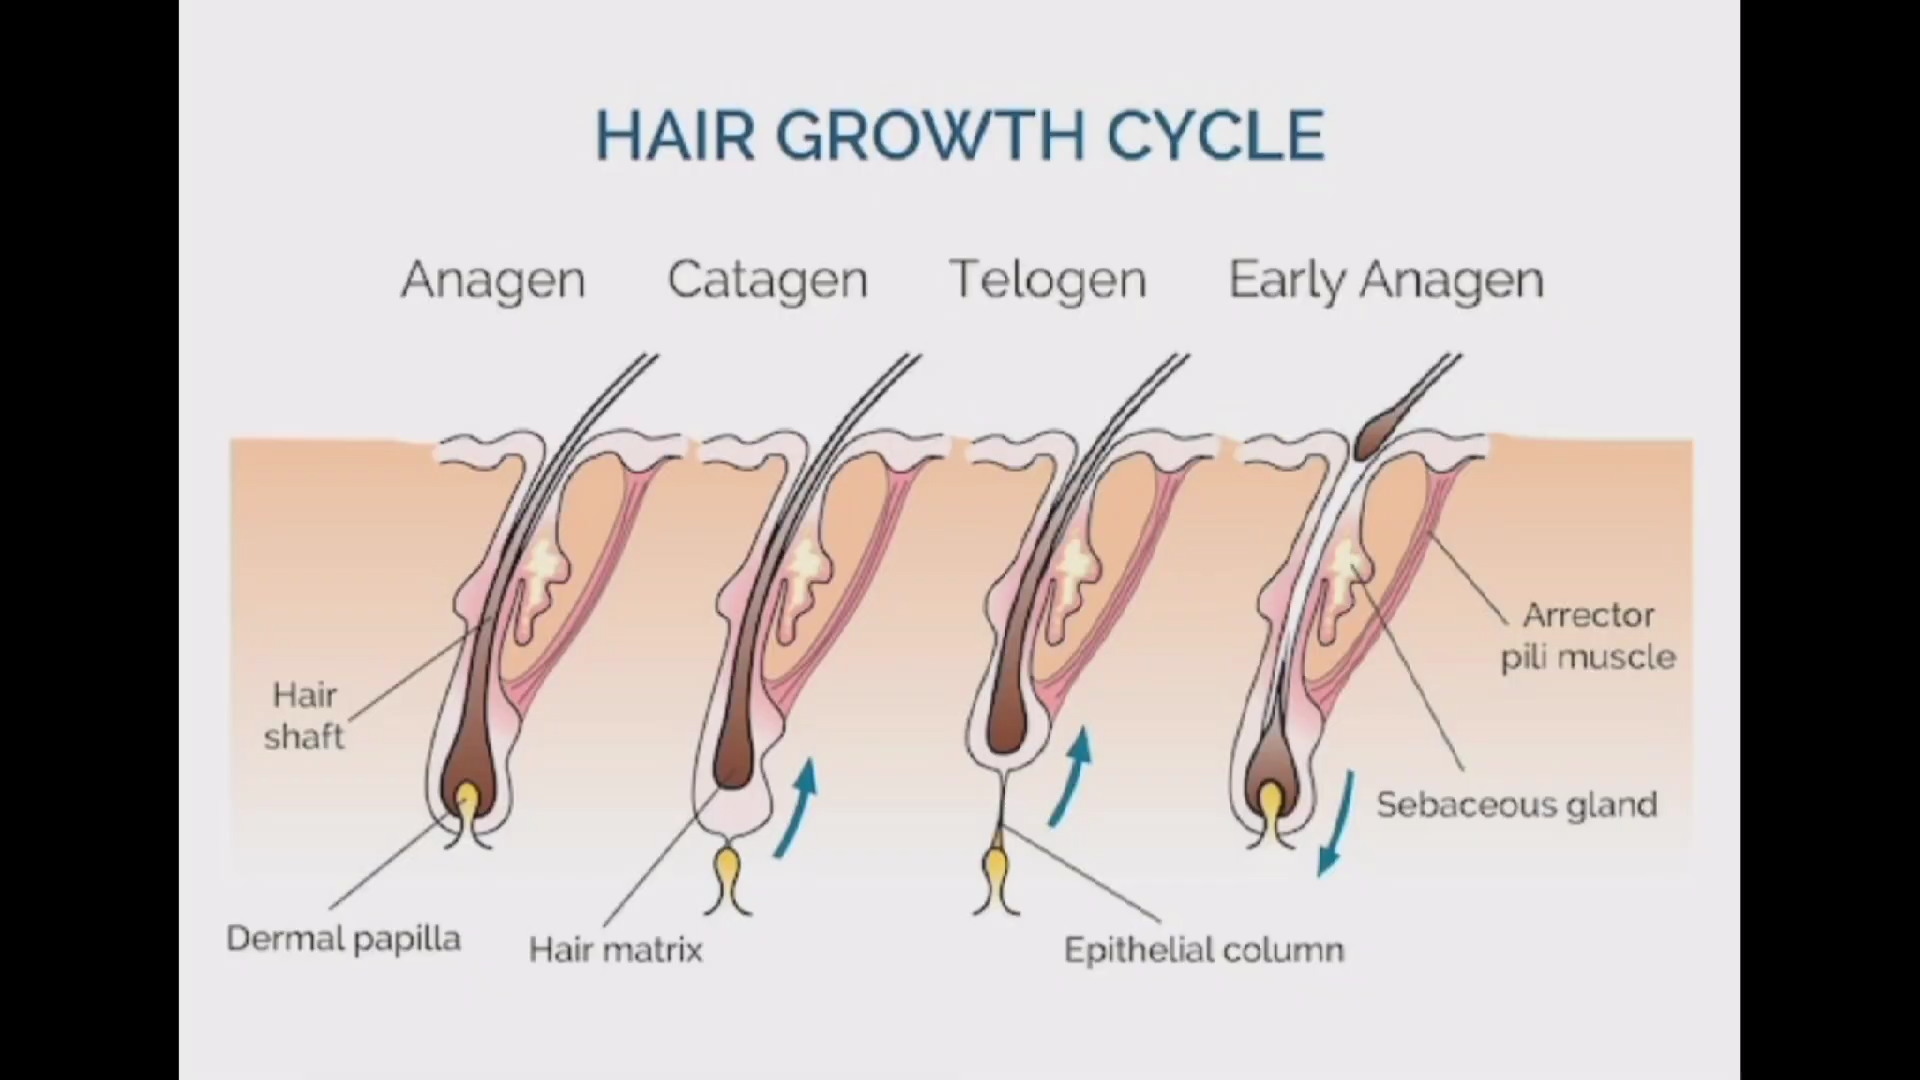 HAIR GROWTH CYCLE
Anagen
Catagen
Telogen
Early Anagen
Hair
shaft
Dermal papilla
Hair matrix
Epithelial column
Sebaceous gland
Arrector
pili muscle